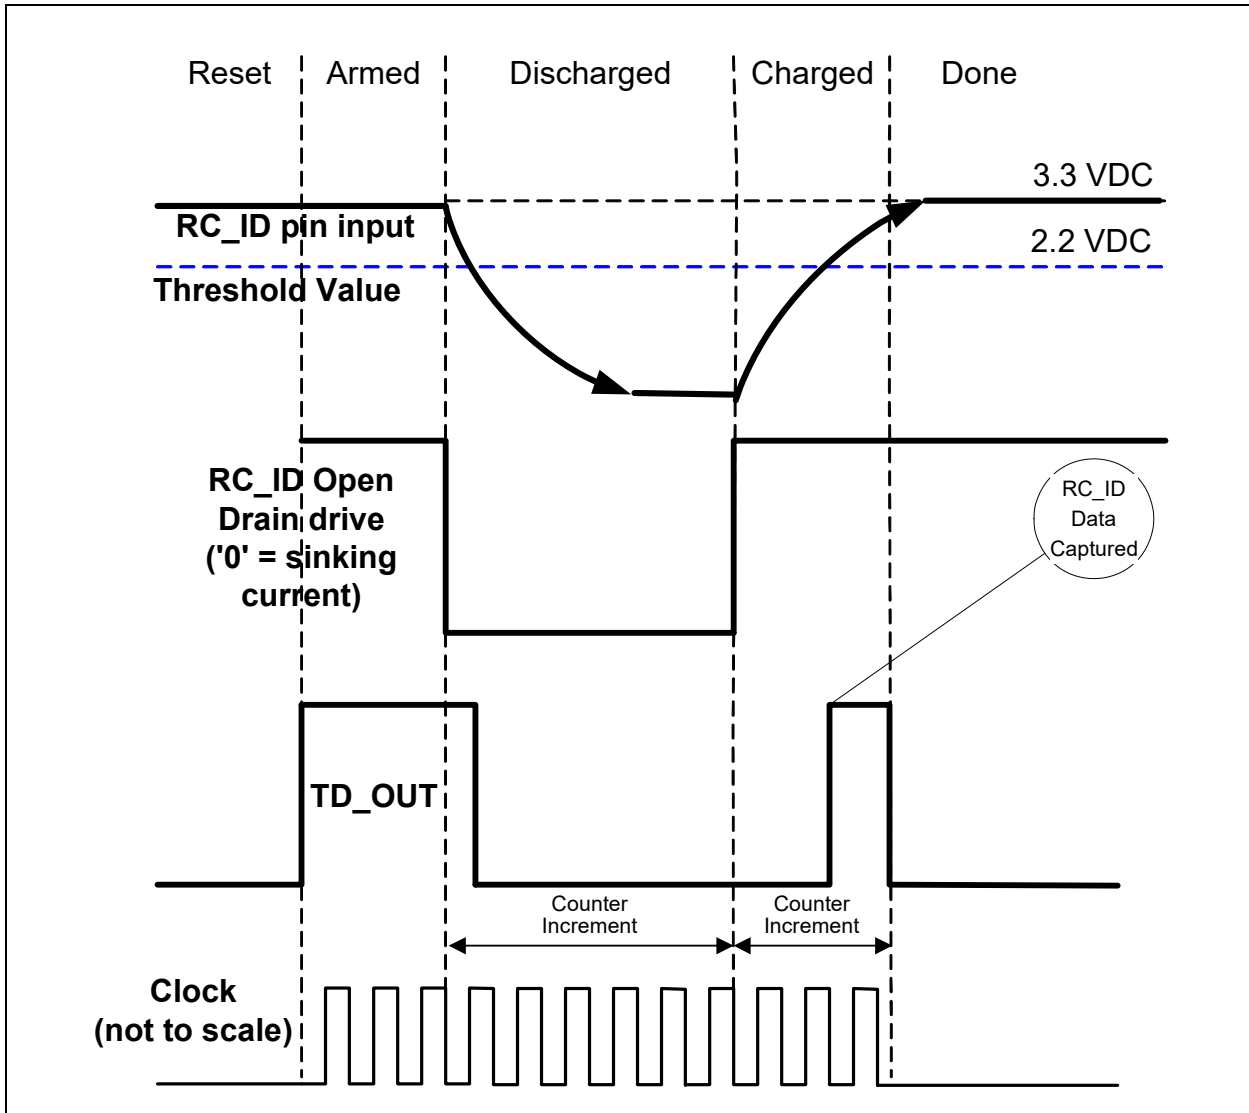 Reset
Armed
Discharged
Charged
Done
3.3 VDC
RC_ID pin input
2.2 VDC
Threshold Value
RC_ID Open
Drain drive
('0' = sinking
current)
RC_ID
Data
Captured
TD_OUT
Counter
Increment
Counter
Increment
Clock
(not to scale)